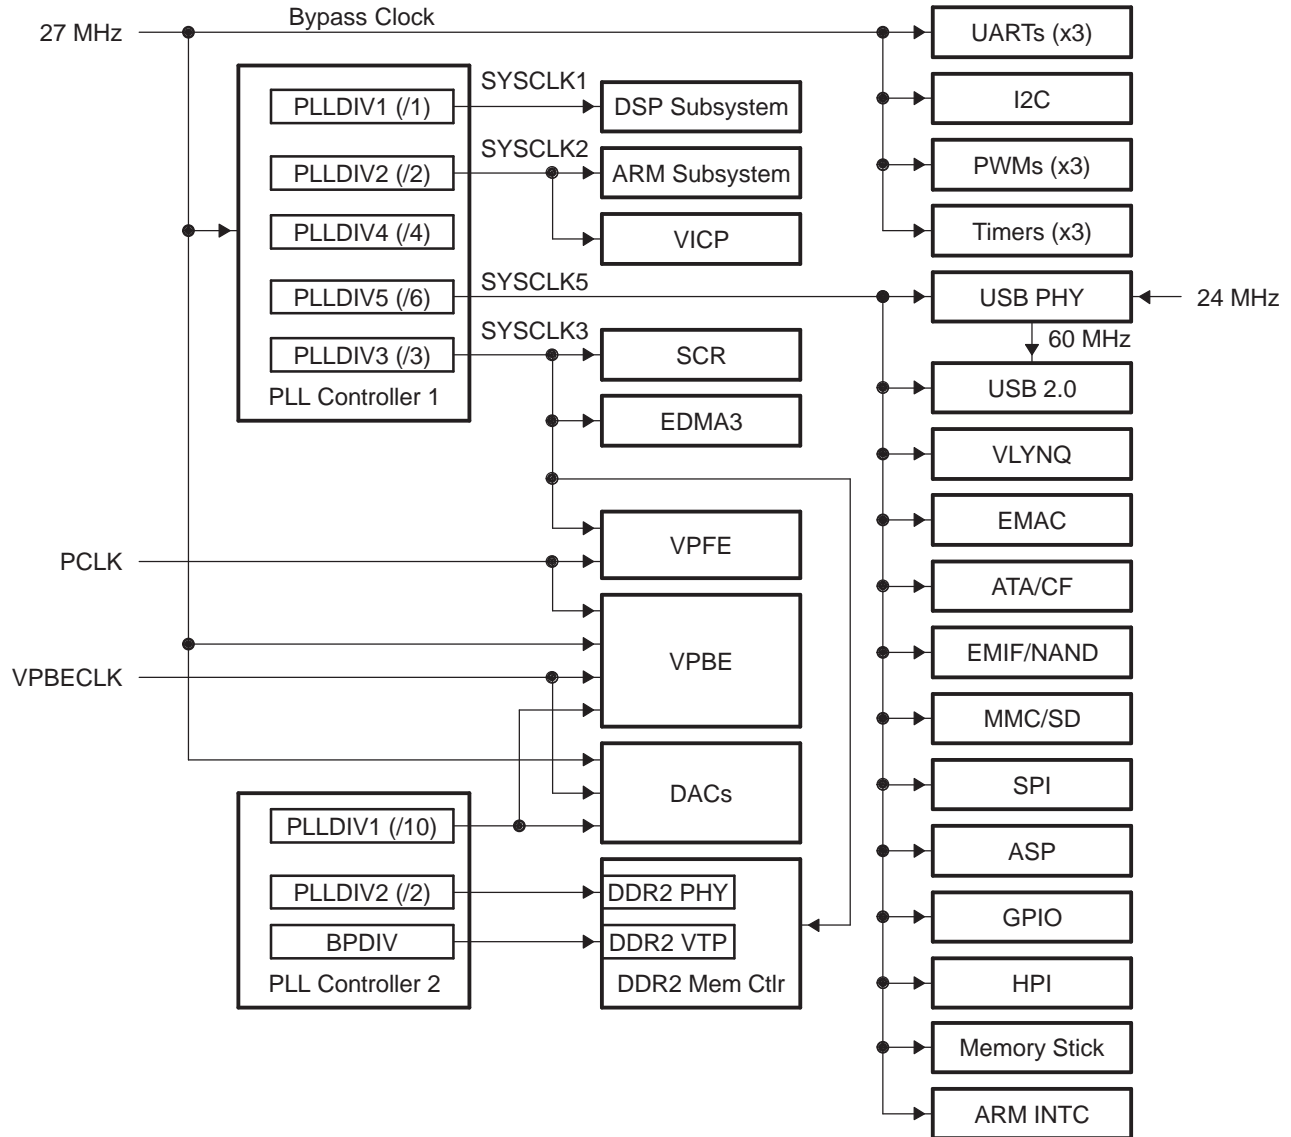 Bypass Clock
27 MHz
UARTs (x3)
SYSCLK1
PLLDIV1 (/1)
DSP Subsystem
I2C
SYSCLK2
PLLDIV2 (/2)
ARM Subsystem
PWMs (x3)
PLLDIV4 (/4)
VICP
Timers (x3)
SYSCLK5
PLLDIV5 (/6)
USB PHY
24 MHz
SYSCLK3
60 MHz
PLLDIV3 (/3)
SCR
PLL Controller 1
USB 2.0
EDMA3
VLYNQ
EMAC
VPFE
PCLK
ATA/CF
EMIF/NAND
VPBE
VPBECLK
MMC/SD
SPI
DACs
PLLDIV1 (/10)
ASP
PLLDIV2 (/2)
DDR2 PHY
GPIO
BPDIV
DDR2 VTP
PLL Controller 2
DDR2 Mem Ctlr
HPI
Memory Stick
ARM INTC